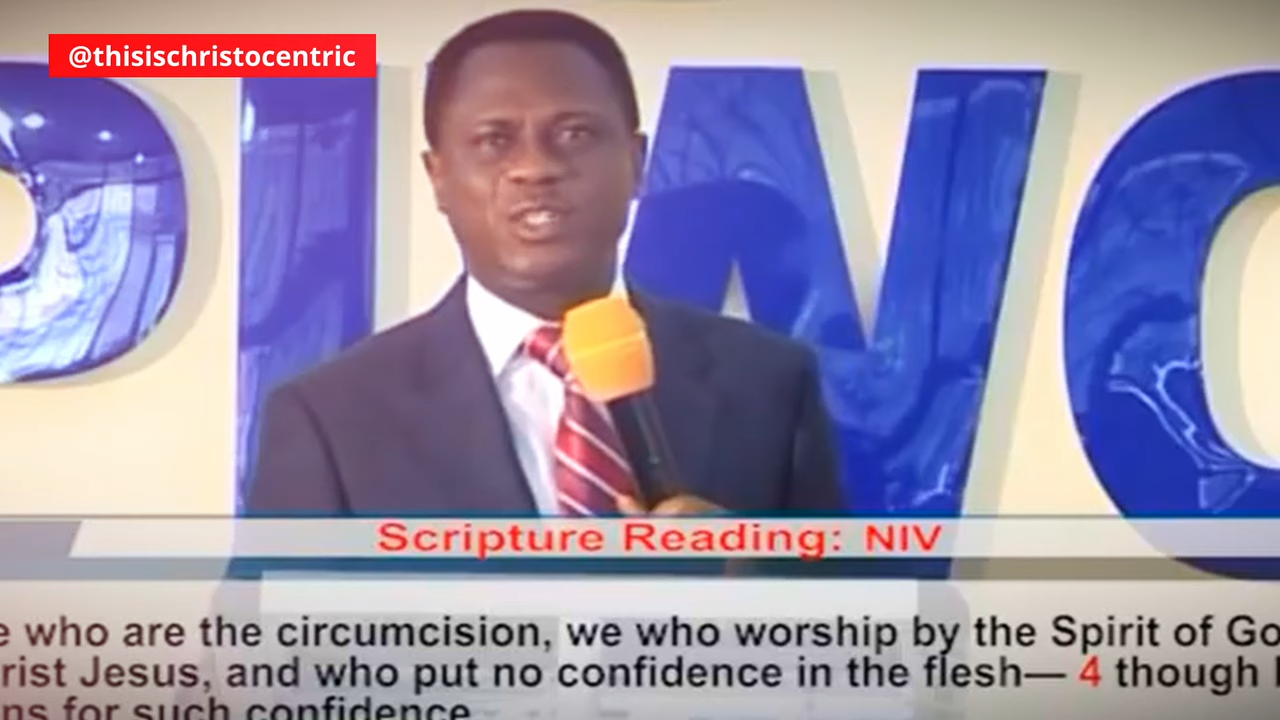 @thisischristocentric
PIWC
Scripture Reading: NIV
who are the circumcision, we who worship by the Spirit of
Jesus, and who put no confidence in the flesh— 4 though
for such confidence